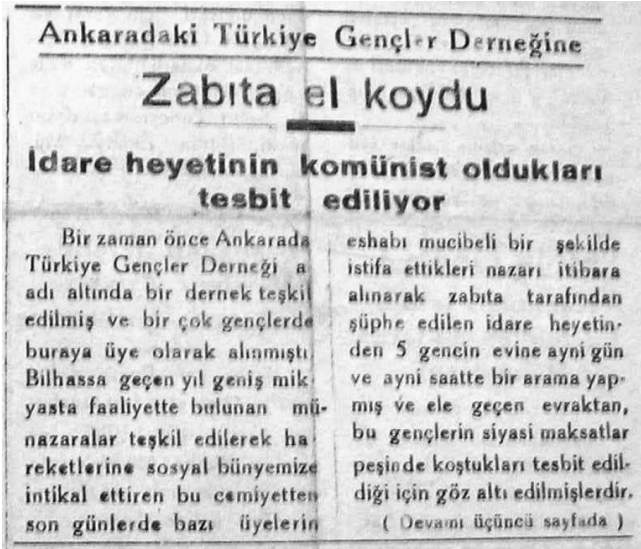 Ankaradaki Türkiye Gençler Derneğine
Zabıta el koydu
Idare heyetinin komünist oldukları
tesbit ediliyor
Bir zaman önce Ankarada
Türkiye Gençler Derneği a
adı altında bir dernek teşkil
edilmiş ve bir çok gençlerde
buraya üye olarak alınmıştı.
Bilhassa geçen yıl geniş mik-
yasta faaliyette bulunan mü-
nazaralar teşkil edilerek ha-
reketlerine sosyal bünyemize
intikal ettiren bu cemiyetten
son günlerde bazı üyelerin
eshabı mucibeli bir şekilde
istifa ettikleri nazarı itibara
alınarak zabıta tarafından
şüphe edilen idare heyetin-
den 5 gencin evine ayni gün
ve ayni saatte bir arama yap-
mış ve ele geçen evraktan,
bu gençlerin siyasi maksatlar
peşinde koştukları tesbit edil-
diği için göz altı edilmişlerdir.
( Devamı üçüncü sayfada )